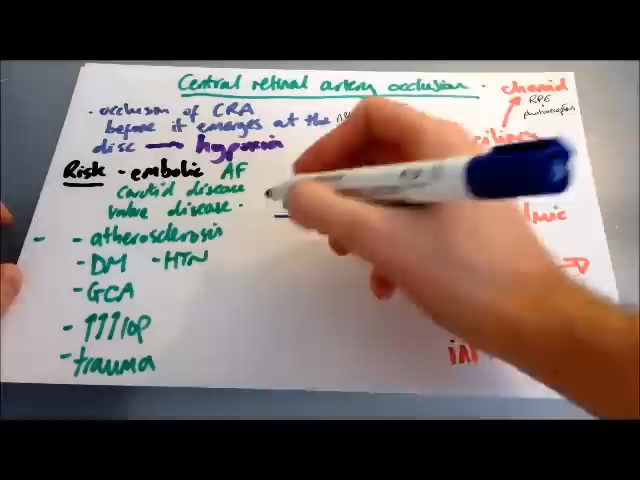 Central retinal artery occlusion.
choroid
RPE
photoreceptors
• occlusion of CRA
before it emerges at the
disc → hypoxia
Risk - embolic AF
carotid disease
valve disease.
- atherosclerosis
- DM - HTN
- GCA
- ↑↑↑IOP
- trauma